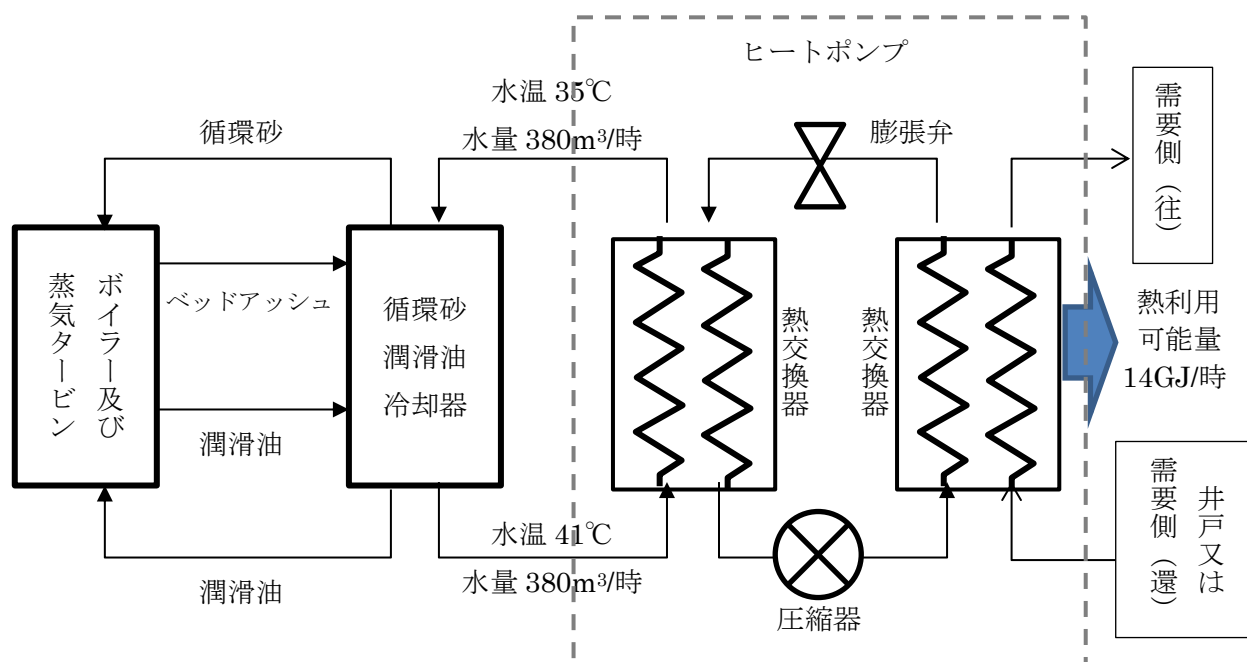 ヒートポンプ
水温 35℃
水量 380m³/時
循環砂
膨張弁
需要側（往）
ボイラー及び
蒸気タービン
ベッドアッシュ
潤滑油
循環砂
潤滑油
冷却器
熱交換器
熱交換器
熱利用
可能量
14GJ/時
水温 41℃
水量 380m³/時
潤滑油
圧縮器
井戸又は
需要側（還）